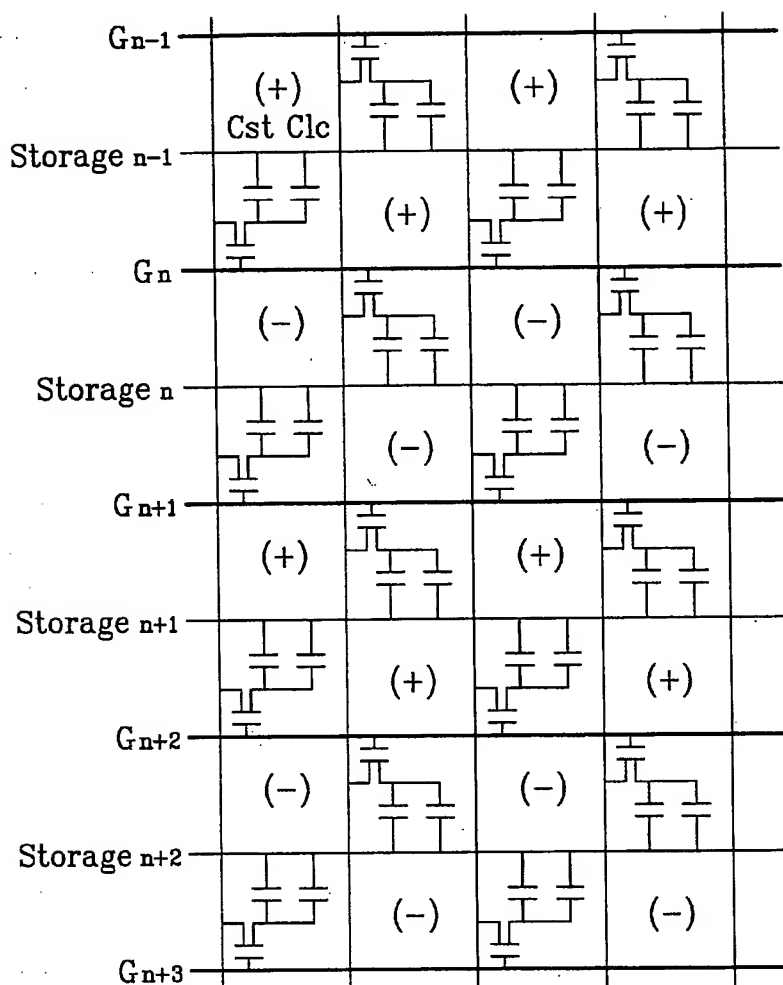 Gn-1
(+) (+)
Cst Clc
Storage n-1
(+) (+)
Gn
(-) (-)
Storage n
(-) (-)
Gn+1
(+) (+)
Storage n+1
(+) (+)
Gn+2
(-) (-)
Storage n+2
(-) (-)
Gn+3